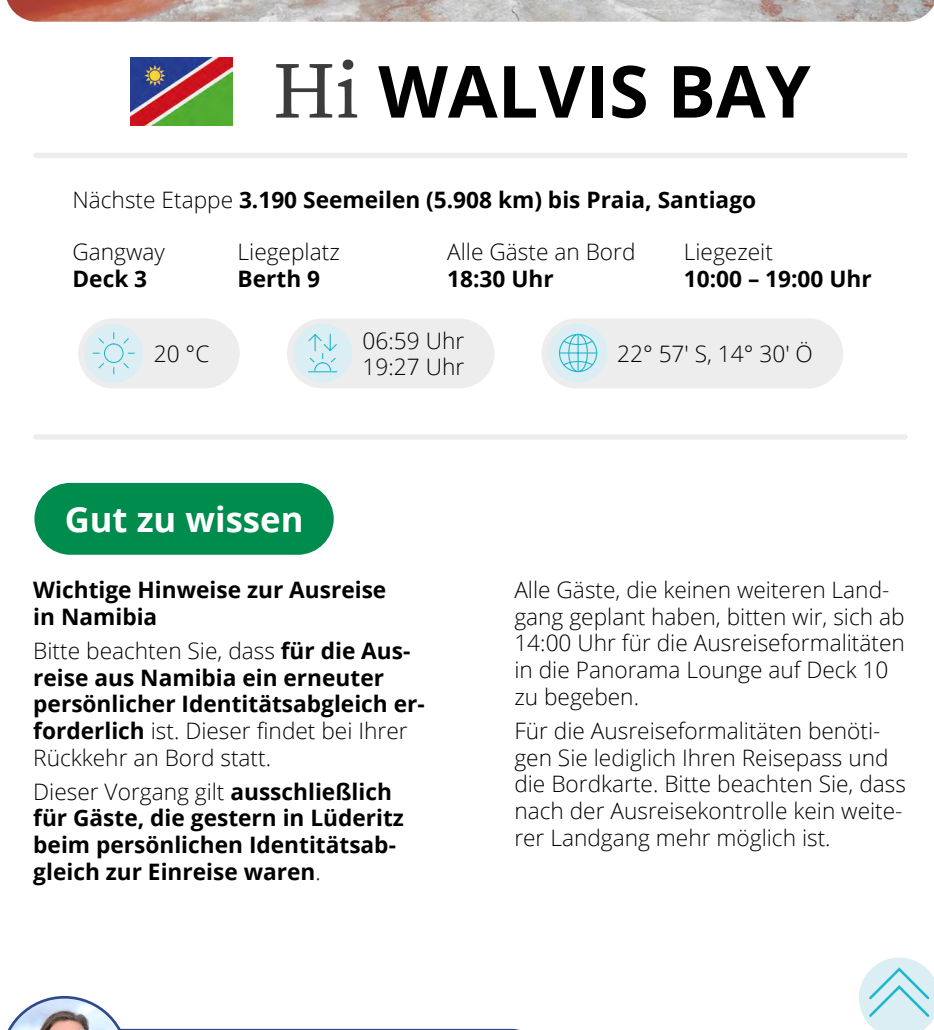 Hi WALVIS BAY
Nächste Etappe 3.190 Seemeilen (5.908 km) bis Praia, Santiago
Gangway
Deck 3
Liegeplatz
Berth 9
Alle Gäste an Bord
18:30 Uhr
Liegezeit
10:00 – 19:00 Uhr
20 °C
06:59 Uhr
19:27 Uhr
22° 57' S, 14° 30' Ö
Gut zu wissen
Wichtige Hinweise zur Ausreise
in Namibia
Bitte beachten Sie, dass für die Aus-
reise aus Namibia ein erneuter
persönlicher Identitätsabgleich er-
forderlich ist. Dieser findet bei Ihrer
Rückkehr an Bord statt.
Dieser Vorgang gilt ausschließlich
für Gäste, die gestern in Lüderitz
beim persönlichen Identitätsab-
gleich zur Einreise waren.
Alle Gäste, die keinen weiteren Land-
gang geplant haben, bitten wir, sich ab
14:00 Uhr für die Ausreiseformalitäten
in die Panorama Lounge auf Deck 10
zu begeben.
Für die Ausreiseformalitäten benöti-
gen Sie lediglich Ihren Reisepass und
die Bordkarte. Bitte beachten Sie, dass
nach der Ausreisekontrolle kein weite-
rer Landgang mehr möglich ist.